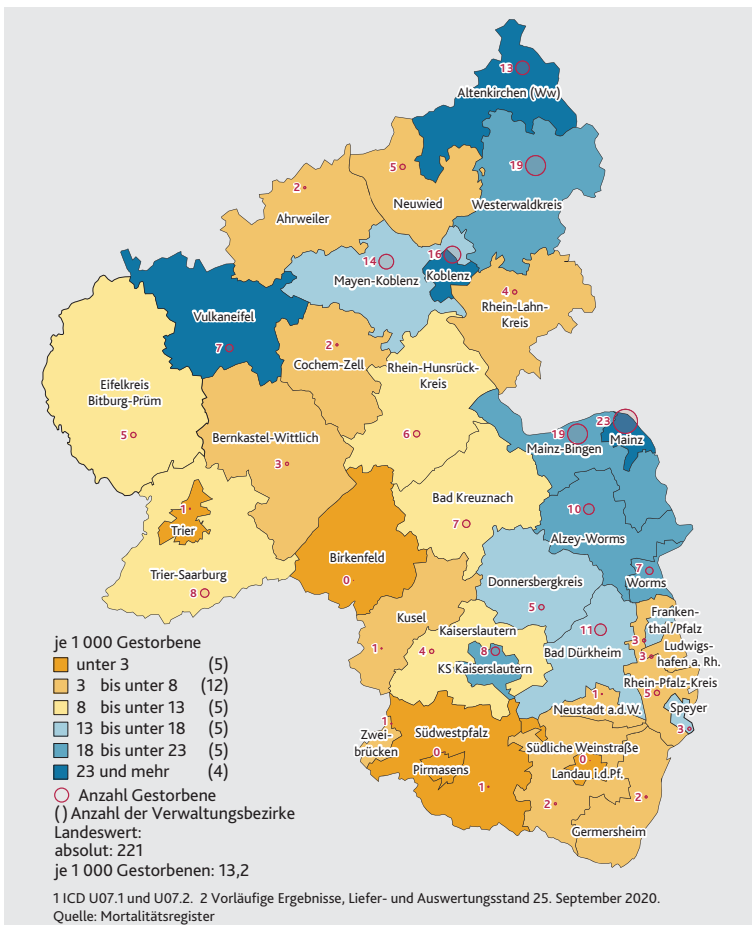 13
Altenkirchen (Ww)
19
Westerwaldkreis
5
Neuwied
2
Ahrweiler
16
Koblenz
14
Mayen-Koblenz
4
Rhein-Lahn-
Kreis
Vulkaneifel
7
2
Cochem-Zell
Rhein-Hunsrück-
Kreis
6
Eifelkreis
Bitburg-Prüm
5
Bernkastel-Wittlich
3
23
Mainz
19
Mainz-Bingen
Bad Kreuznach
7
10
Alzey-Worms
1
Trier
Trier-Saarburg
8
Birkenfeld
0
7
Worms
Donnersbergkreis
5
Kusel
1
Kaiserslautern
4
8
KS Kaiserslautern
11
Bad Dürkheim
Franken-
thal/Pfalz
3
Ludwigs-
hafen a. Rh.
3
Rhein-Pfalz-Kreis
5
Speyer
3
1
Neustadt a.d.W.
1
Zwei-
brücken
Südwestpfalz
0
Pirmasens
1
Südliche Weinstraße
0
Landau i.d.Pf.
2
2
Germersheim
je 1 000 Gestorbene
unter 3 (5)
3 bis unter 8 (12)
8 bis unter 13 (5)
13 bis unter 18 (5)
18 bis unter 23 (5)
23 und mehr (4)
Anzahl Gestorbene
( ) Anzahl der Verwaltungsbezirke
Landeswert:
absolut: 221
je 1 000 Gestorbenen: 13,2
1 ICD U07.1 und U07.2. 2 Vorläufige Ergebnisse, Liefer- und Auswertungsstand 25. September 2020.
Quelle: Mortalitätsregister